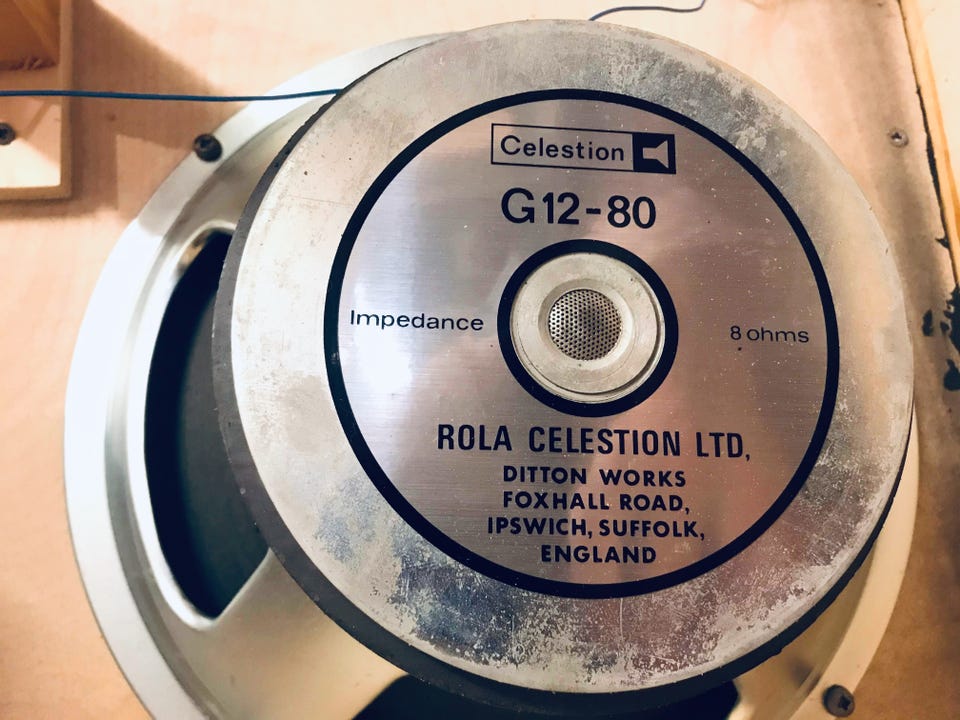 Celestion
G12-80
Impedance 8 ohms
ROLA CELESTION LTD,
DITTON WORKS
FOXHALL ROAD,
IPSWICH, SUFFOLK,
ENGLAND